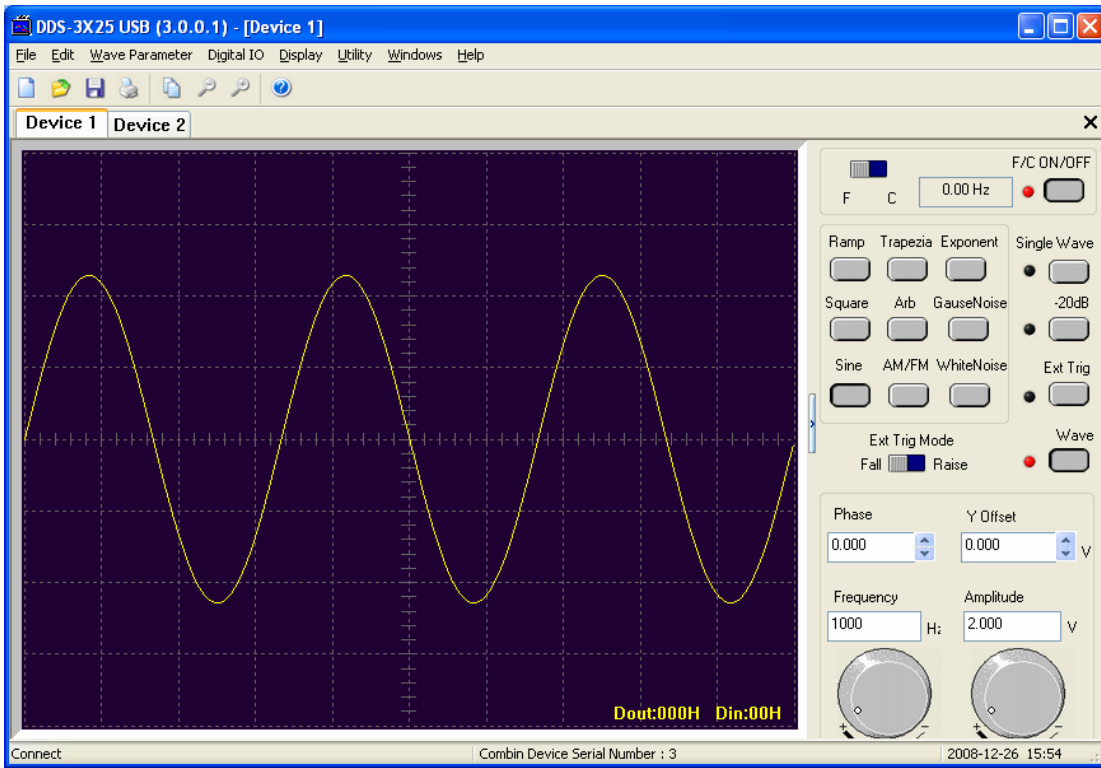 DDS-3X25 USB (3.0.0.1) - [Device 1]
File Edit Wave Parameter Digital IO Display Utility Windows Help
Device 1 Device 2
F/C ON/OFF
F C 0.00 Hz
Ramp Trapezia Exponent Single Wave
Square Arb GauseNoise -20dB
Sine AM/FM WhiteNoise Ext Trig
Ext Trig Mode Wave
Fall Raise
Phase Y Offset
0.000 0.000 V
Frequency Amplitude
1000 Hz 2.000 V
Dout:000H Din:00H
Connect Combin Device Serial Number : 3 2008-12-26 15:54